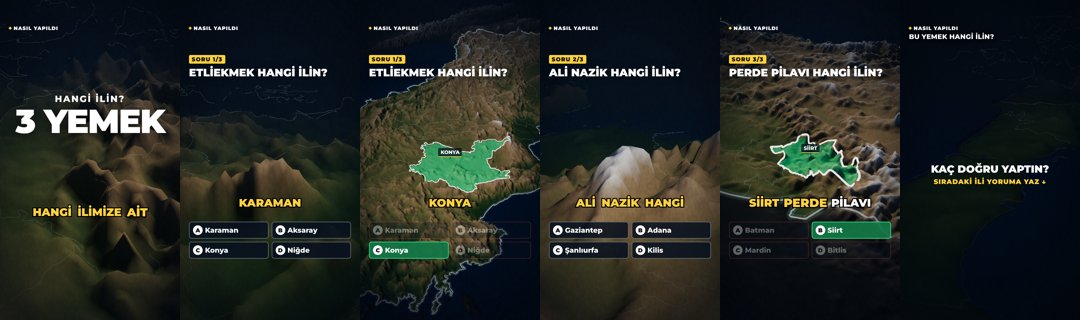 NASIL YAPILDI
HANGİ İLİN?
3 YEMEK
HANGİ İLİMİZE AİT
NASIL YAPILDI
SORU 1/3
ETLİEKMEK HANGİ İLİN?
KARAMAN
A Karaman
B Aksaray
C Konya
D Niğde
NASIL YAPILDI
SORU 1/3
ETLİEKMEK HANGİ İLİN?
KONYA
KONYA
A Karaman
B Aksaray
C Konya
D Niğde
NASIL YAPILDI
SORU 2/3
ALİ NAZİK HANGİ İLİN?
ALİ NAZİK HANGİ
A Gaziantep
B Adana
C Şanlıurfa
D Kilis
NASIL YAPILDI
SORU 3/3
PERDE PİLAVI HANGİ İLİN?
SİİRT
SİİRT PERDE PİLAVI
A Batman
B Siirt
C Mardin
D Bitlis
NASIL YAPILDI
BU YEMEK HANGİ İLİN?
KAÇ DOĞRU YAPTIN?
SIRADAKİ İLİ YORUMA YAZ ↓